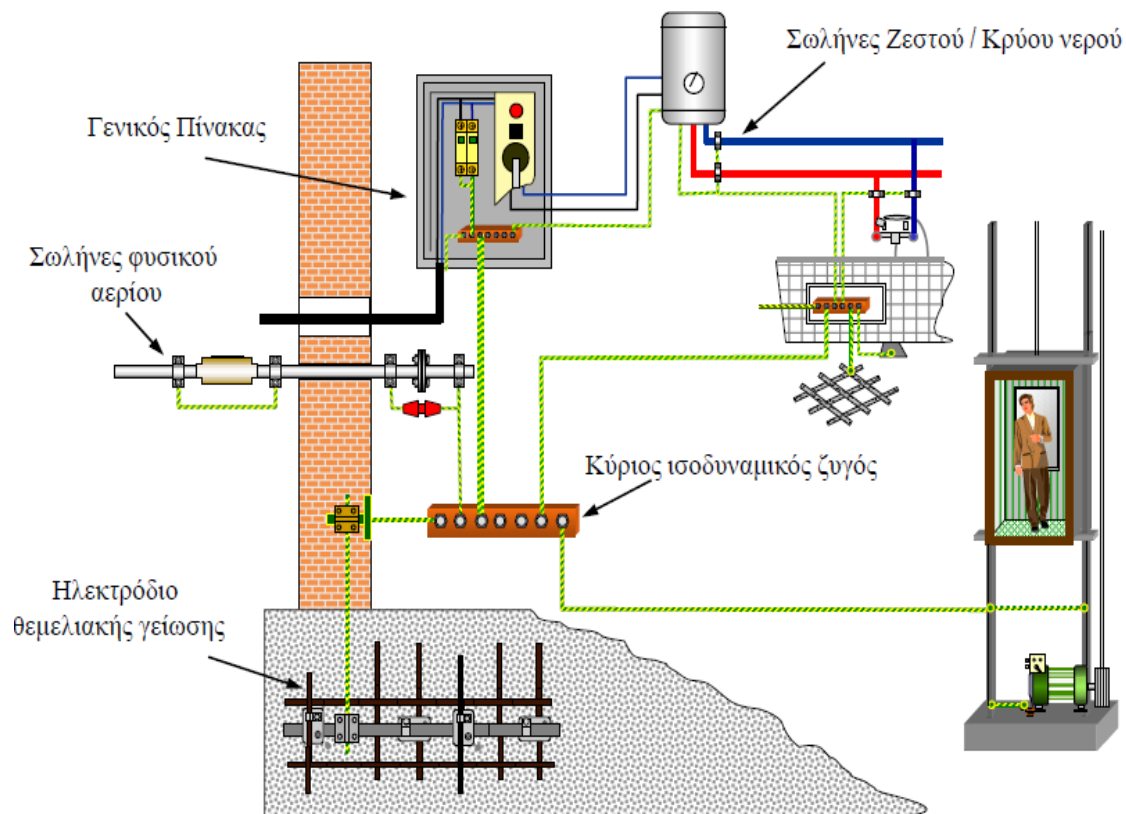 Σωλήνες Ζεστού / Κρύου νερού
Γενικός Πίνακας
Σωλήνες φυσικού
αερίου
Κύριος ισοδυναμικός ζυγός
Ηλεκτρόδιο
θεμελιακής γείωσης